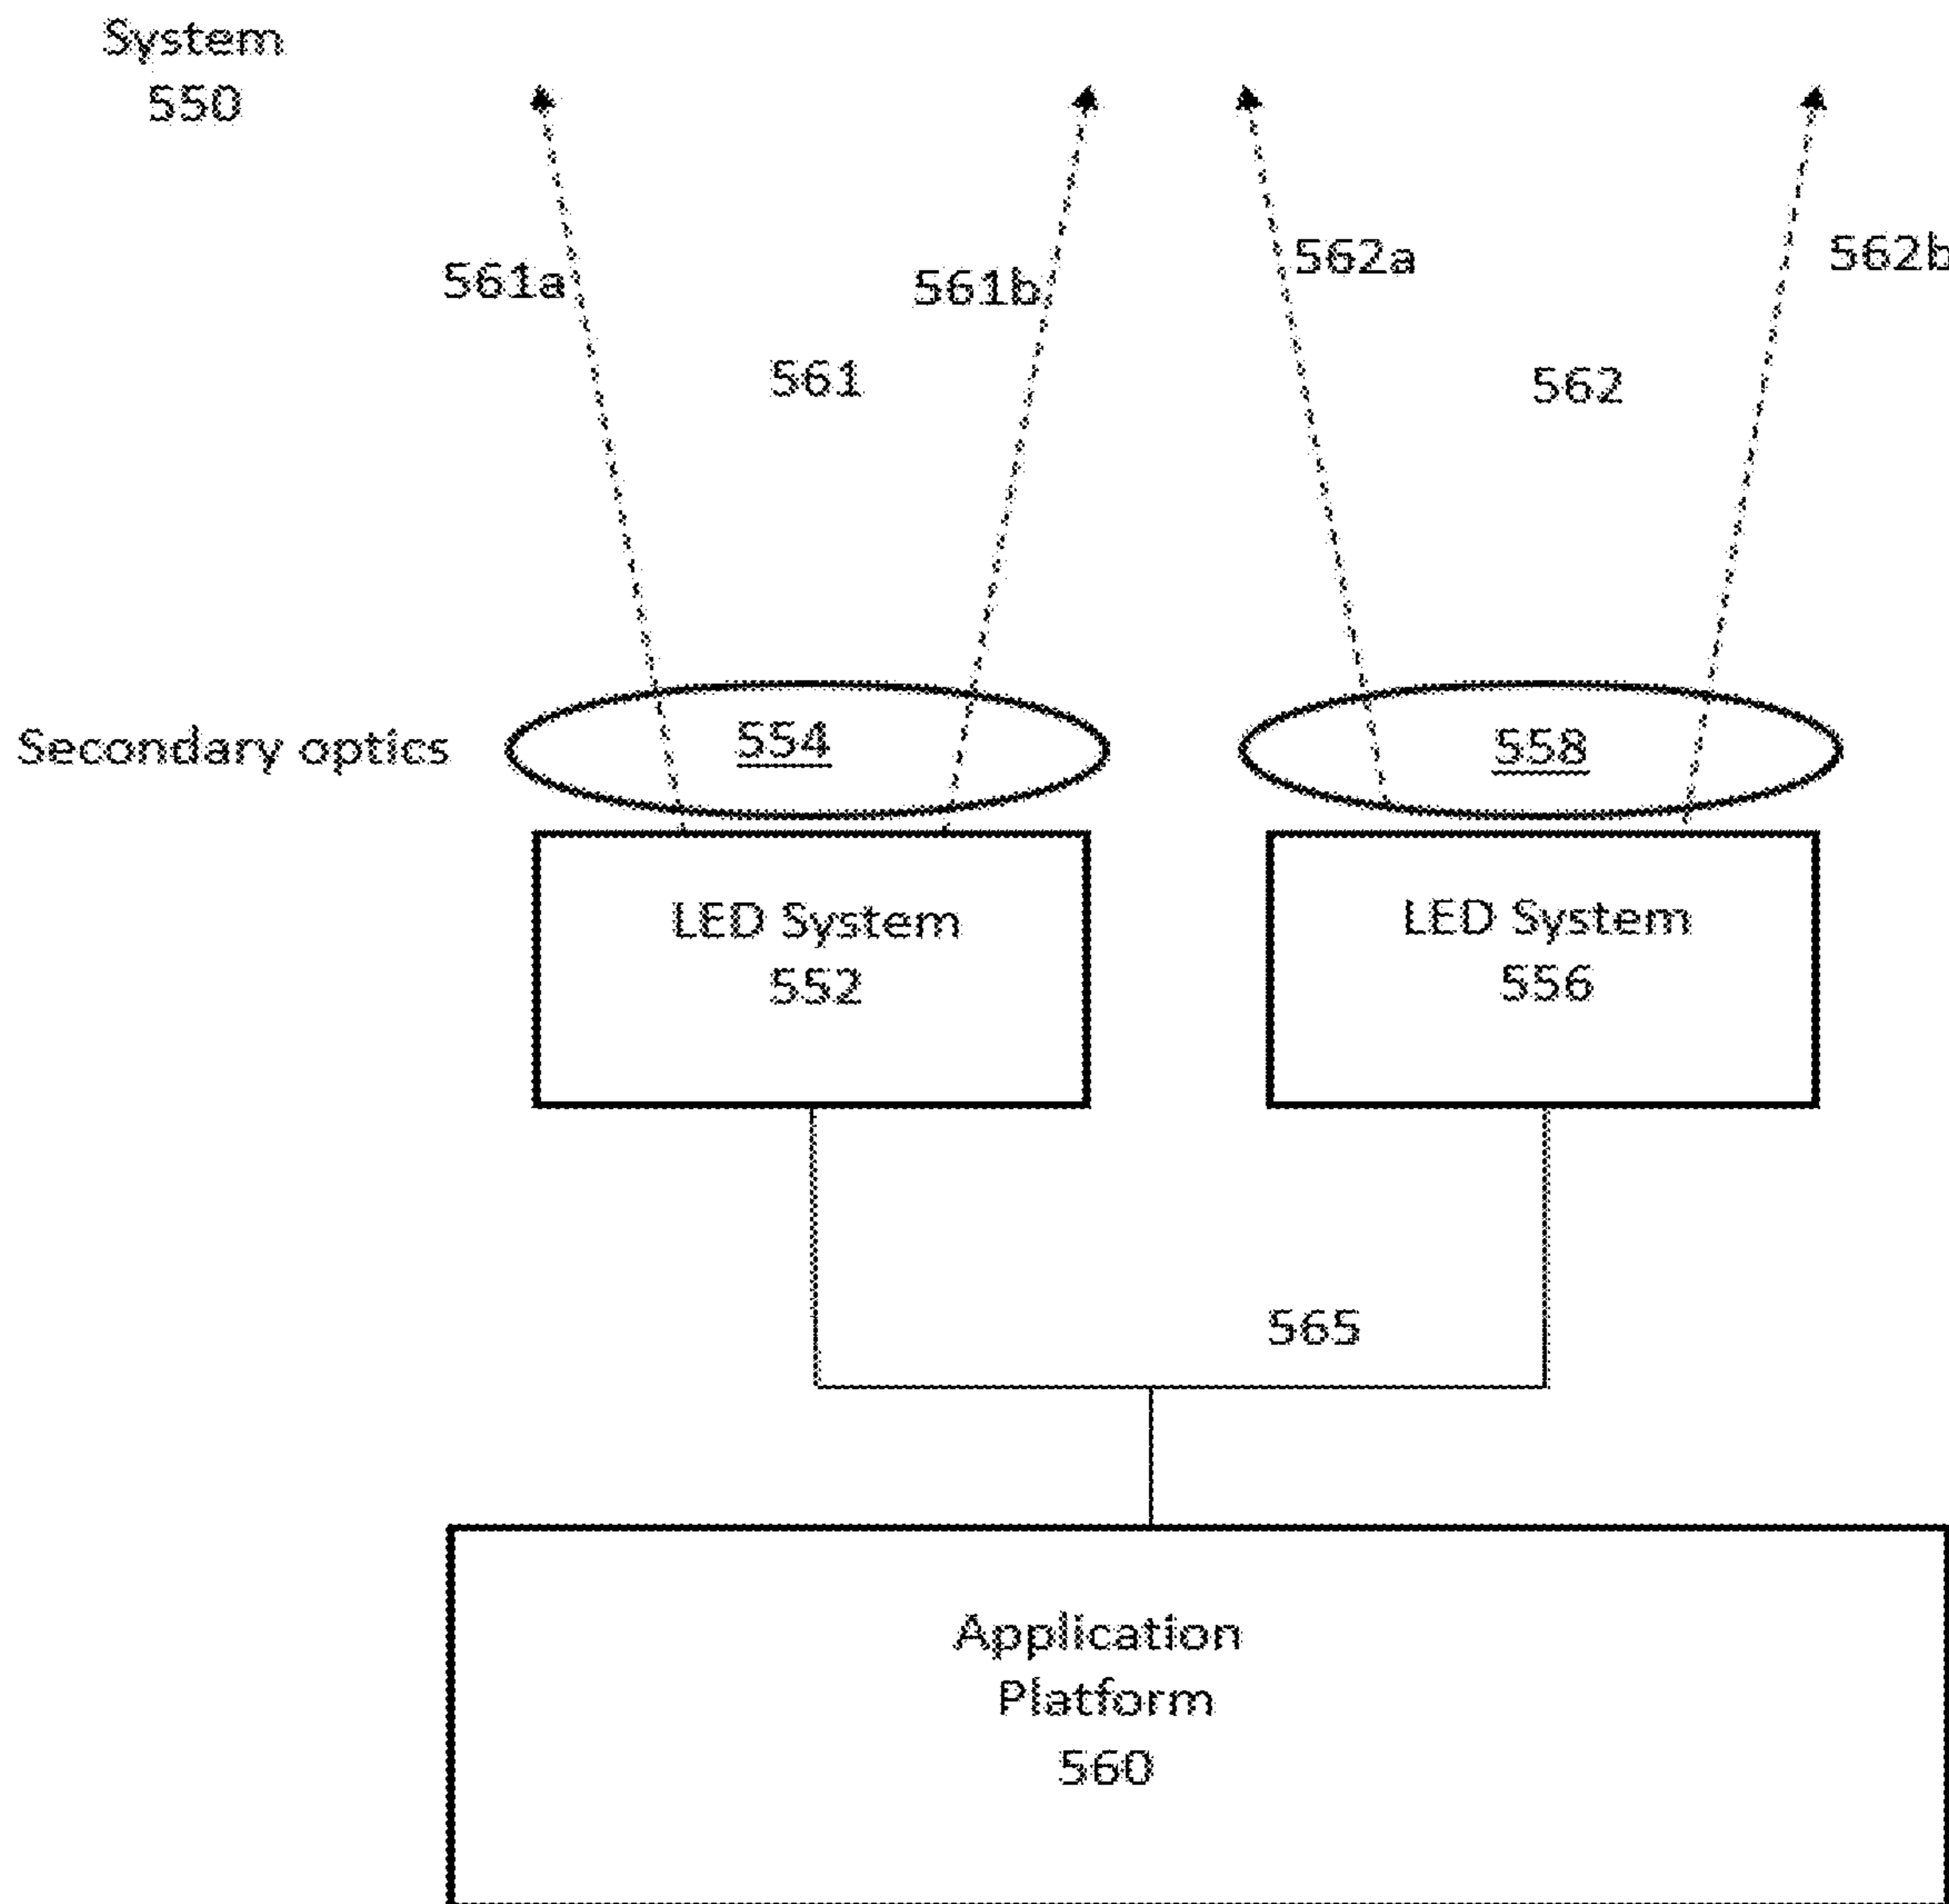 System
550
561a
561b
562a
562b
561
562
Secondary optics
554
558
LED System
552
LED System
556
565
Application
Platform
560